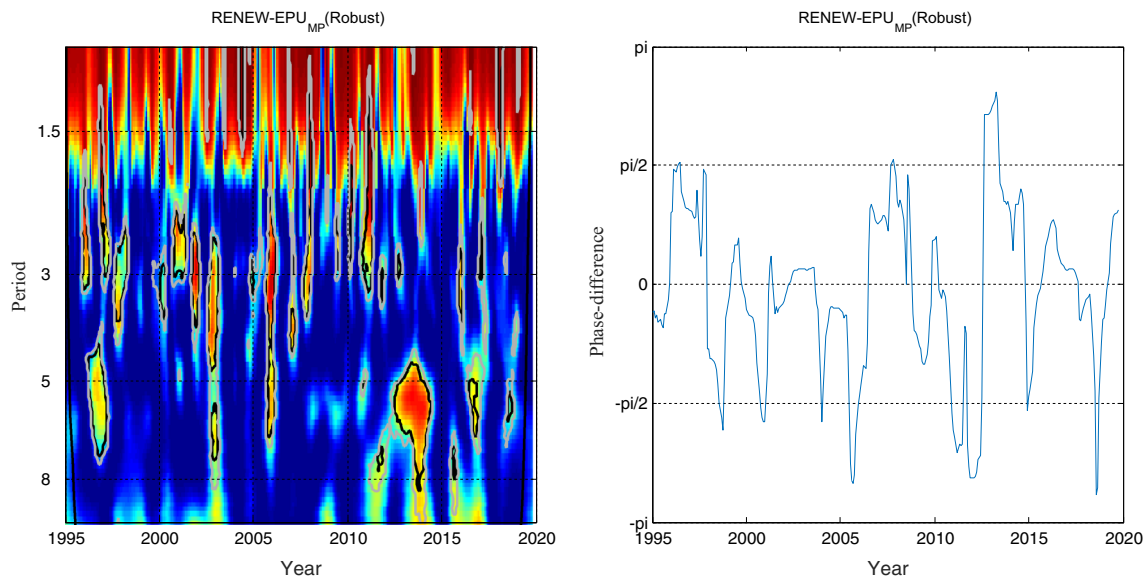 RENEW-EPU_MP(Robust)
1.5
3
5
8
Period
1995 2000 2005 2010 2015 2020
Year
RENEW-EPU_MP(Robust)
pi
pi/2
0
-pi/2
-pi
Phase-difference
1995 2000 2005 2010 2015 2020
Year